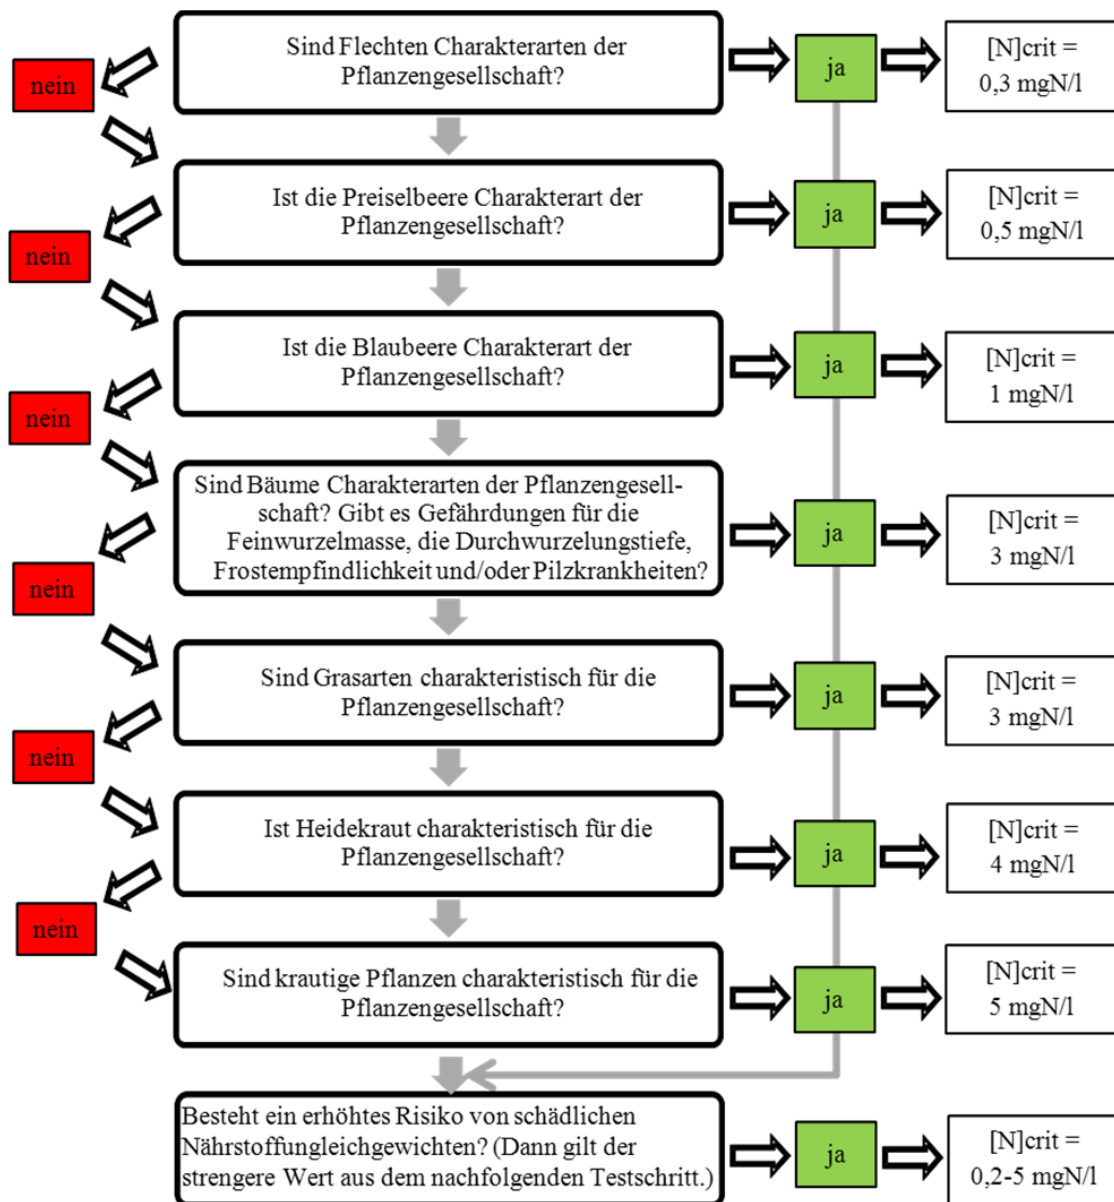 Sind Flechten Charakterarten der
Pflanzengesellschaft?
ja
[N]crit =
0,3 mgN/l
nein
Ist die Preiselbeere Charakterart der
Pflanzengesellschaft?
ja
[N]crit =
0,5 mgN/l
nein
Ist die Blaubeere Charakterart der
Pflanzengesellschaft?
ja
[N]crit =
1 mgN/l
nein
Sind Bäume Charakterarten der Pflanzengesell-
schaft? Gibt es Gefährdungen für die
Feinwurzelmasse, die Durchwurzelungstiefe,
Frostempfindlichkeit und/oder Pilzkrankheiten?
ja
[N]crit =
3 mgN/l
nein
Sind Grasarten charakteristisch für die
Pflanzengesellschaft?
ja
[N]crit =
3 mgN/l
nein
Ist Heidekraut charakteristisch für die
Pflanzengesellschaft?
ja
[N]crit =
4 mgN/l
nein
Sind krautige Pflanzen charakteristisch für die
Pflanzengesellschaft?
ja
[N]crit =
5 mgN/l
Besteht ein erhöhtes Risiko von schädlichen
Nährstoffungleichgewichten? (Dann gilt der
strengere Wert aus dem nachfolgenden Testschritt.)
ja
[N]crit =
0,2-5 mgN/l